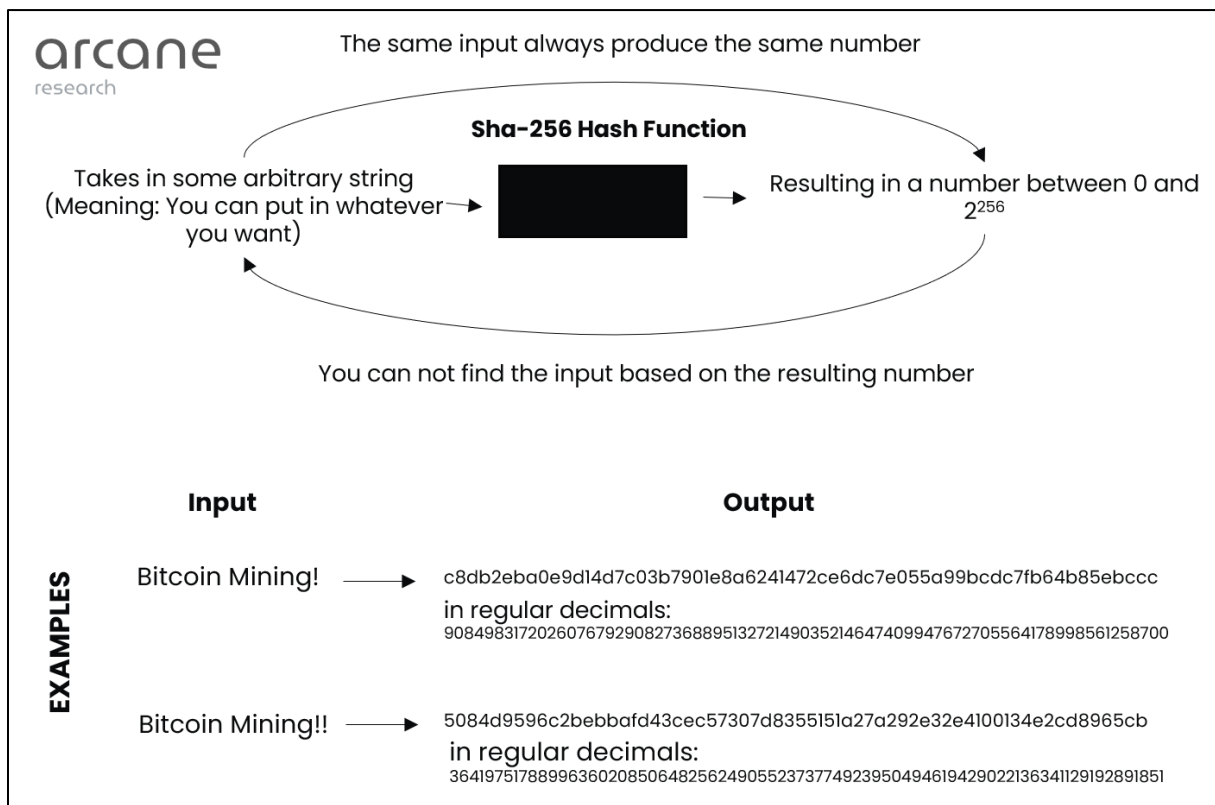 arcane
research
The same input always produce the same number
Sha-256 Hash Function
Takes in some arbitrary string
(Meaning: You can put in whatever
you want)
Resulting in a number between 0 and
2²⁵⁶
You can not find the input based on the resulting number
Input
Output
EXAMPLES
Bitcoin Mining!
c8db2eba0e9d14d7c03b7901e8a6241472ce6dc7e055a99bcdc7fb64b85ebccc
in regular decimals:
90849831720260767929082736889513272149035214647409947672705564178998561258700
Bitcoin Mining!!
5084d9596c2bebbafd43cec57307d8355151a27a292e32e4100134e2cd8965cb
in regular decimals:
36419751788996360208506482562490552373774923950494619429022136341129192891851